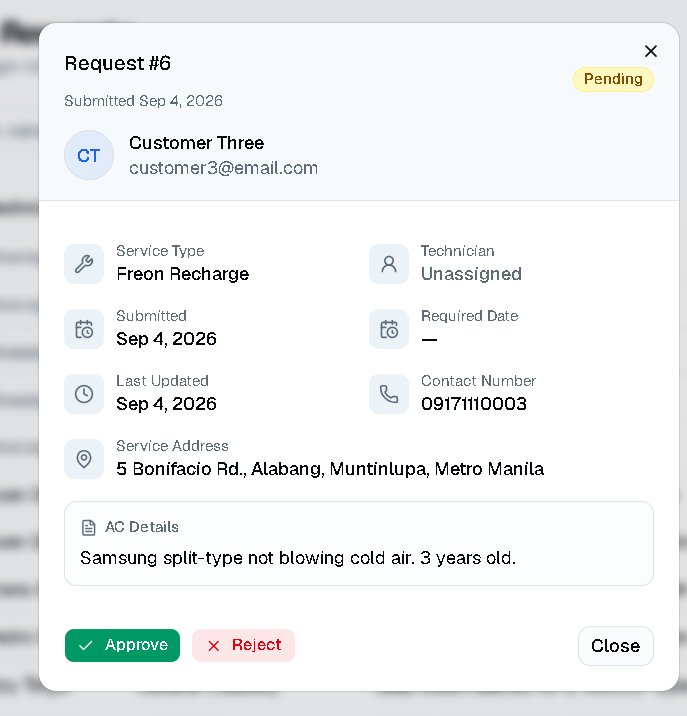 Request #6
Pending
Submitted Sep 4, 2026
CT
Customer Three
customer3@email.com
Service Type
Freon Recharge
Technician
Unassigned
Submitted
Sep 4, 2026
Required Date
—
Last Updated
Sep 4, 2026
Contact Number
09171110003
Service Address
5 Bonifacio Rd., Alabang, Muntinlupa, Metro Manila
AC Details
Samsung split-type not blowing cold air. 3 years old.
Approve
Reject
Close